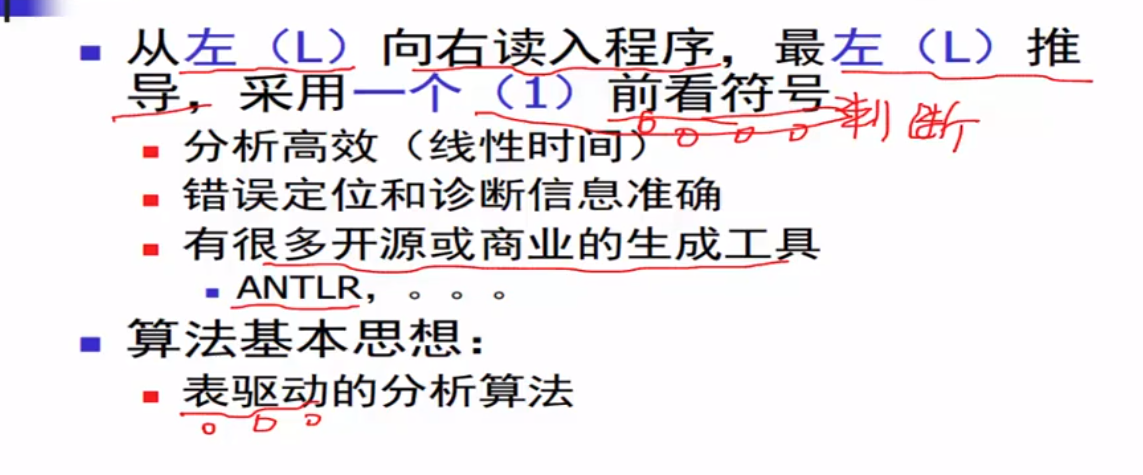 从左（L）向右读入程序，最左（L）推
导，采用一个（1）前看符号
判断
分析高效（线性时间）
错误定位和诊断信息准确
有很多开源或商业的生成工具
ANTLR，。。。
算法基本思想：
表驱动的分析算法